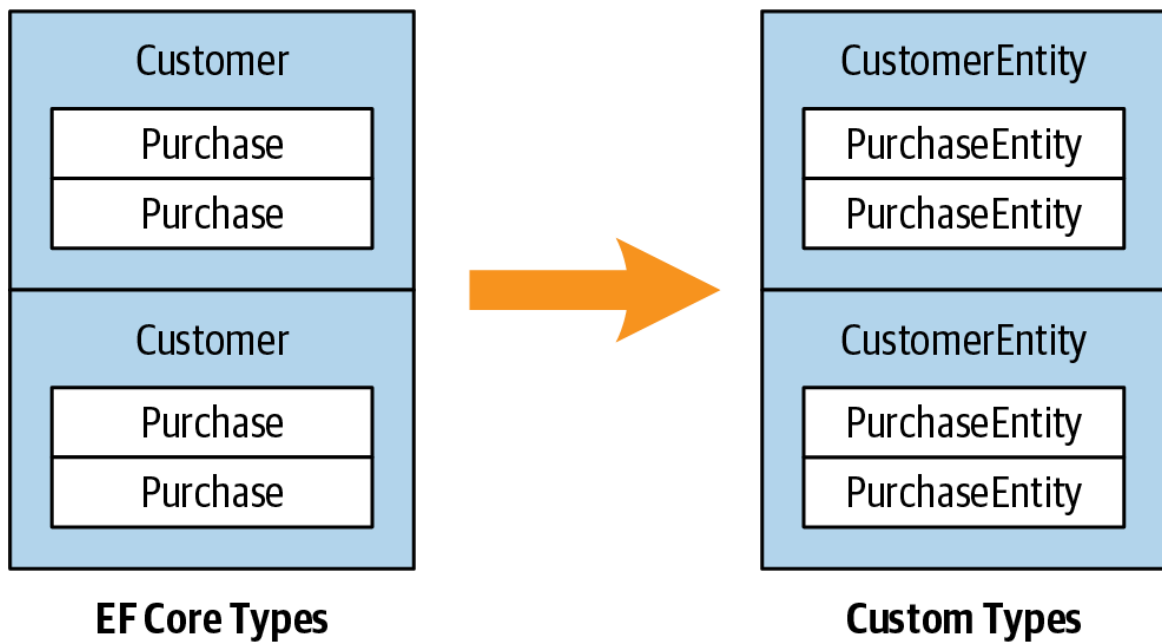 Customer
Purchase
Purchase
Customer
Purchase
Purchase
EF Core Types
CustomerEntity
PurchaseEntity
PurchaseEntity
CustomerEntity
PurchaseEntity
PurchaseEntity
Custom Types